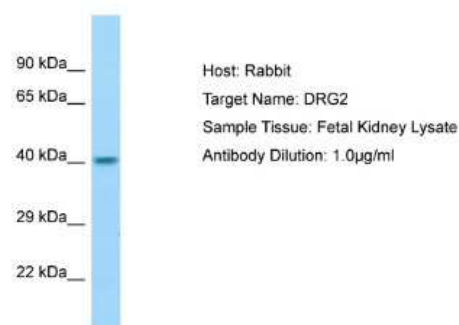 90 kDa
65 kDa
40 kDa
29 kDa
22 kDa
Host: Rabbit
Target Name: DRG2
Sample Tissue: Fetal Kidney Lysate
Antibody Dilution: 1.0µg/ml